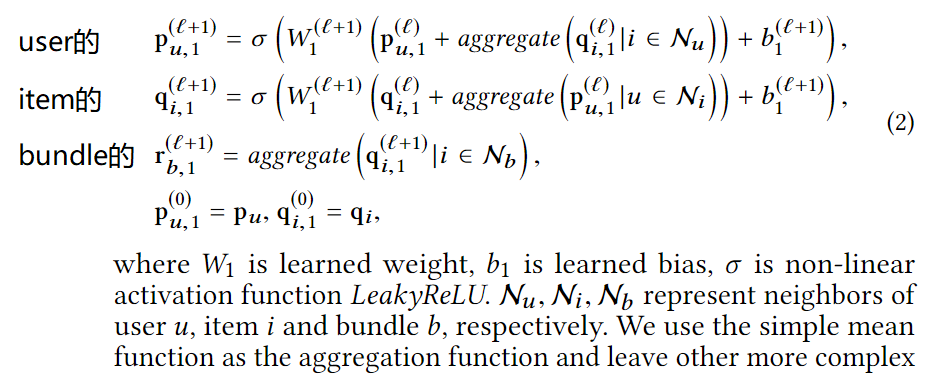 user的 p_{u,1}^{(ℓ+1)} = σ ( W_1^{(ℓ+1)} ( p_{u,1}^{(ℓ)} + aggregate ( q_{i,1}^{(ℓ)} | i ∈ N_u ) ) + b_1^{(ℓ+1)} ) ,
item的 q_{i,1}^{(ℓ+1)} = σ ( W_1^{(ℓ+1)} ( q_{i,1}^{(ℓ)} + aggregate ( p_{u,1}^{(ℓ)} | u ∈ N_i ) ) + b_1^{(ℓ+1)} ) ,
(2)
bundle的 r_{b,1}^{(ℓ+1)} = aggregate ( q_{i,1}^{(ℓ+1)} | i ∈ N_b ) ,
p_{u,1}^{(0)} = p_u, q_{i,1}^{(0)} = q_i,
where W_1 is learned weight, b_1 is learned bias, σ is non-linear
activation function LeakyReLU. N_u, N_i, N_b represent neighbors of
user u, item i and bundle b, respectively. We use the simple mean
function as the aggregation function and leave other more complex